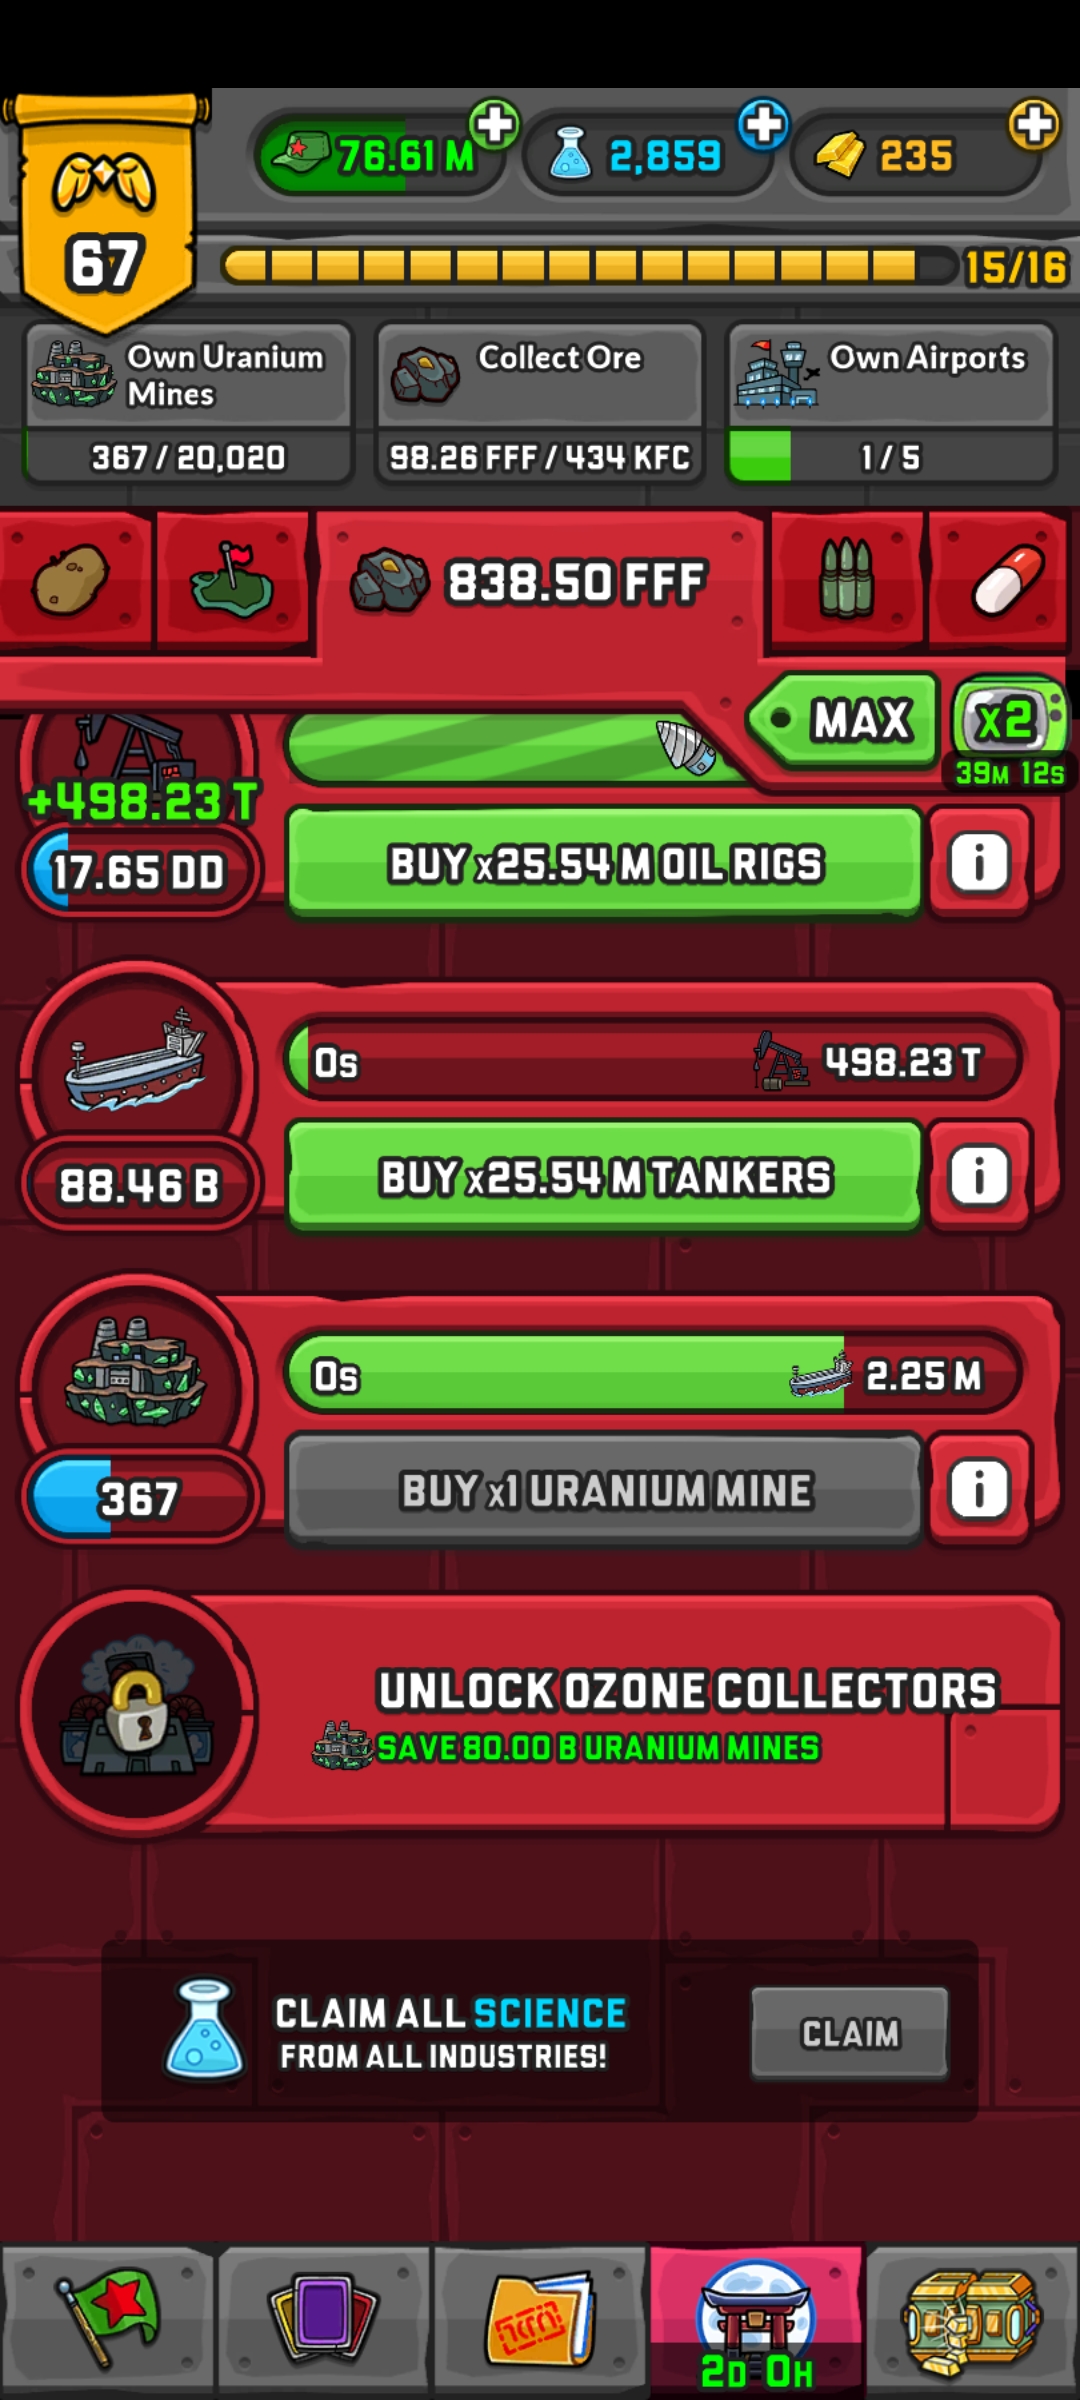 76.61 M
2,859
235
67
15/16
Own Uranium
Mines
367 / 20,020
Collect Ore
98.26 FFF / 434 KFC
Own Airports
1 / 5
838.50 FFF
MAX
X2
39M 12S
+498.23 T
17.65 DD
BUY x25.54 M OIL RIGS
i
0s
498.23 T
88.46 B
BUY x25.54 M TANKERS
i
0s
2.25 M
367
BUY x1 URANIUM MINE
i
UNLOCK OZONE COLLECTORS
SAVE 80.00 B URANIUM MINES
CLAIM ALL SCIENCE
FROM ALL INDUSTRIES!
CLAIM
2D 0H